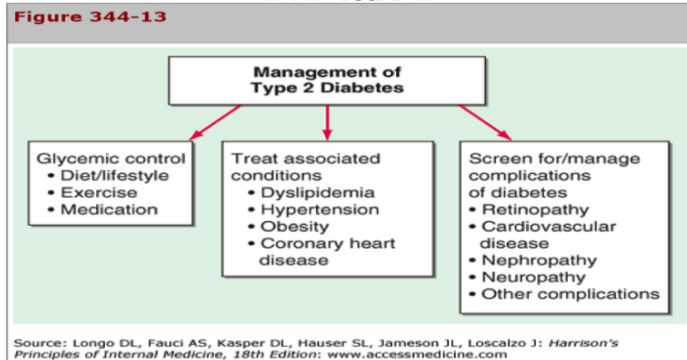 Figure 344-13
Management of
Type 2 Diabetes
Glycemic control
• Diet/lifestyle
• Exercise
• Medication
Treat associated
conditions
• Dyslipidemia
• Hypertension
• Obesity
• Coronary heart
disease
Screen for/manage
complications
of diabetes
• Retinopathy
• Cardiovascular
disease
• Nephropathy
• Neuropathy
• Other complications
Source: Longo DL, Fauci AS, Kasper DL, Hauser SL, Jameson JL, Loscalzo J: Harrison's
Principles of Internal Medicine, 18th Edition: www.accessmedicine.com